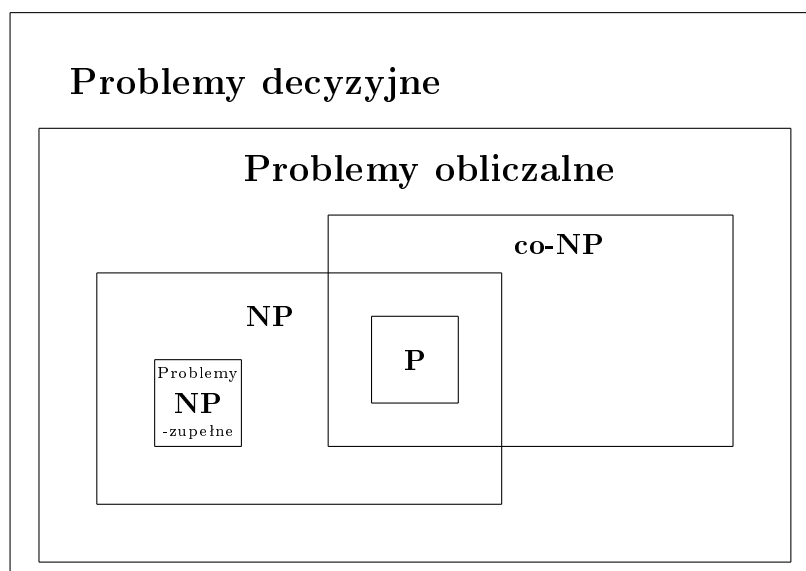 Problemy decyzyjne
Problemy obliczalne
co-NP
NP
P
Problemy
NP
-zupełne